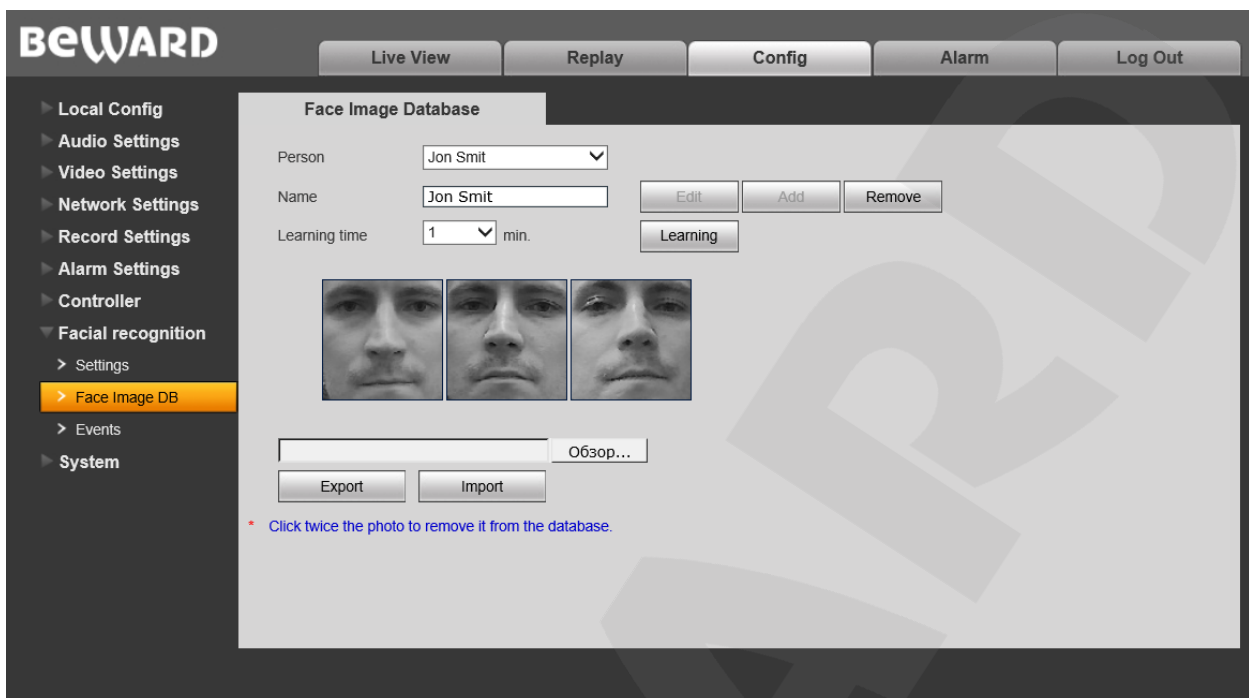 BEWARD
Live View Replay Config Alarm Log Out
Local Config
Audio Settings
Video Settings
Network Settings
Record Settings
Alarm Settings
Controller
Facial recognition
Settings
Face Image DB
Events
System
Face Image Database
Person Jon Smit
Name Jon Smit Edit Add Remove
Learning time 1 min. Learning
Обзор...
Export Import
* Click twice the photo to remove it from the database.